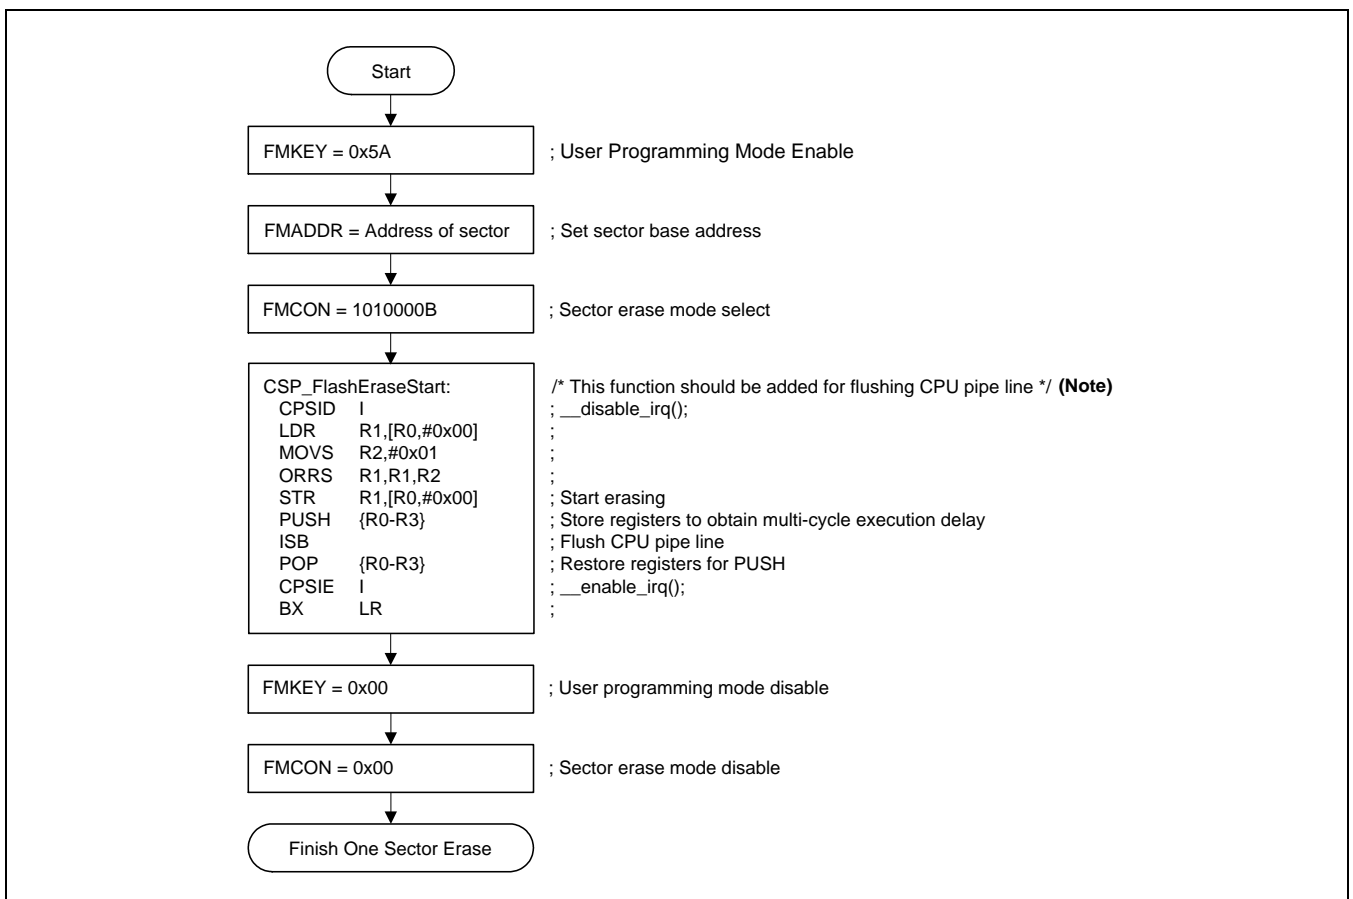 Start
FMKEY = 0x5A ; User Programming Mode Enable
FMADDR = Address of sector ; Set sector base address
FMCON = 1010000B ; Sector erase mode select
CSP_FlashEraseStart: /* This function should be added for flushing CPU pipe line */ (Note)
CPSID I ; __disable_irq();
LDR R1,[R0,#0x00] ;
MOVS R2,#0x01 ;
ORRS R1,R1,R2 ;
STR R1,[R0,#0x00] ; Start erasing
PUSH {R0-R3} ; Store registers to obtain multi-cycle execution delay
ISB ; Flush CPU pipe line
POP {R0-R3} ; Restore registers for PUSH
CPSIE I ; __enable_irq();
BX LR ;
FMKEY = 0x00 ; User programming mode disable
FMCON = 0x00 ; Sector erase mode disable
Finish One Sector Erase